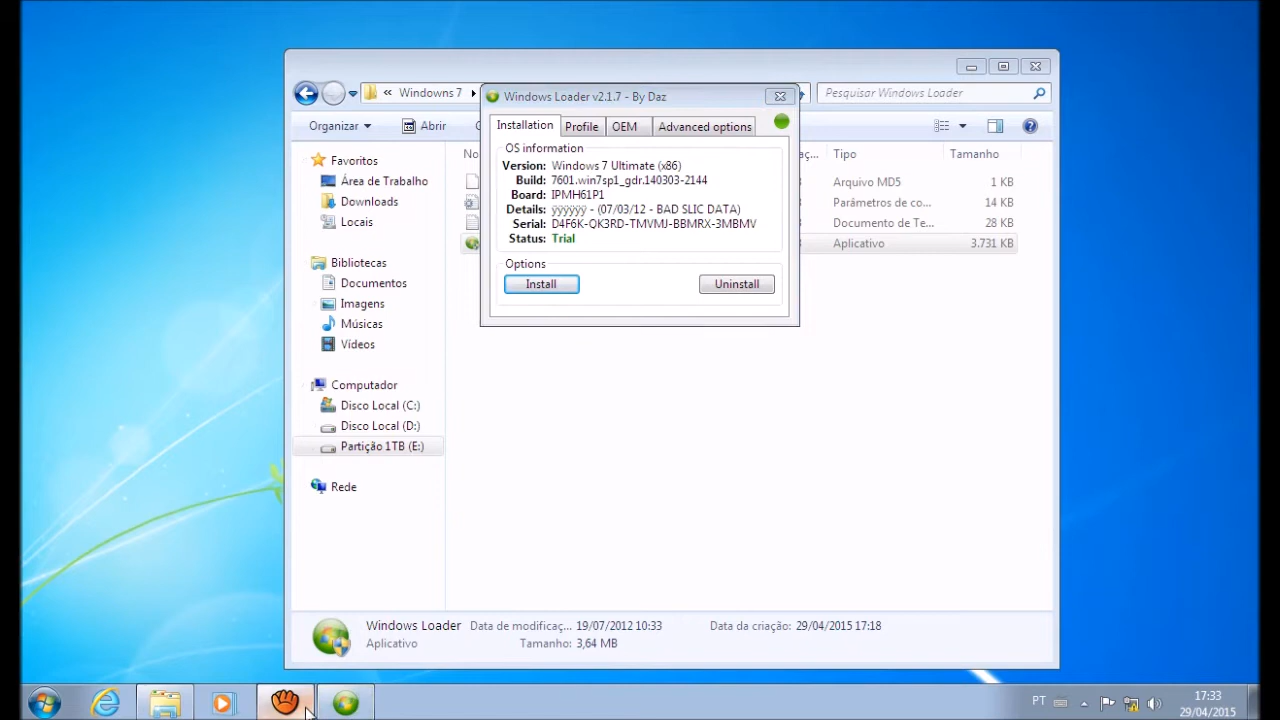 « Windowns 7
Pesquisar Windows Loader
Organizar
Abrir
Windows Loader v2.1.7 - By Daz
Installation Profile OEM Advanced options
OS information
Version: Windows 7 Ultimate (x86)
Build: 7601.win7sp1_gdr.140303-2144
Board: IPMH61P1
Details: ÿÿÿÿÿÿ - (07/03/12 - BAD SLIC DATA)
Serial: D4F6K-QK3RD-TMVMJ-BBMRX-3MBMV
Status: Trial
Options
Install Uninstall
Tipo Tamanho
Arquivo MD5 1 KB
Parâmetros de co... 14 KB
Documento de Te... 28 KB
Aplicativo 3.731 KB
Favoritos
Área de Trabalho
Downloads
Locais
Bibliotecas
Documentos
Imagens
Músicas
Vídeos
Computador
Disco Local (C:)
Disco Local (D:)
Partição 1TB (E:)
Rede
Windows Loader Data de modificaç... 19/07/2012 10:33 Data da criação: 29/04/2015 17:18
Aplicativo Tamanho: 3,64 MB
PT
17:33
29/04/2015